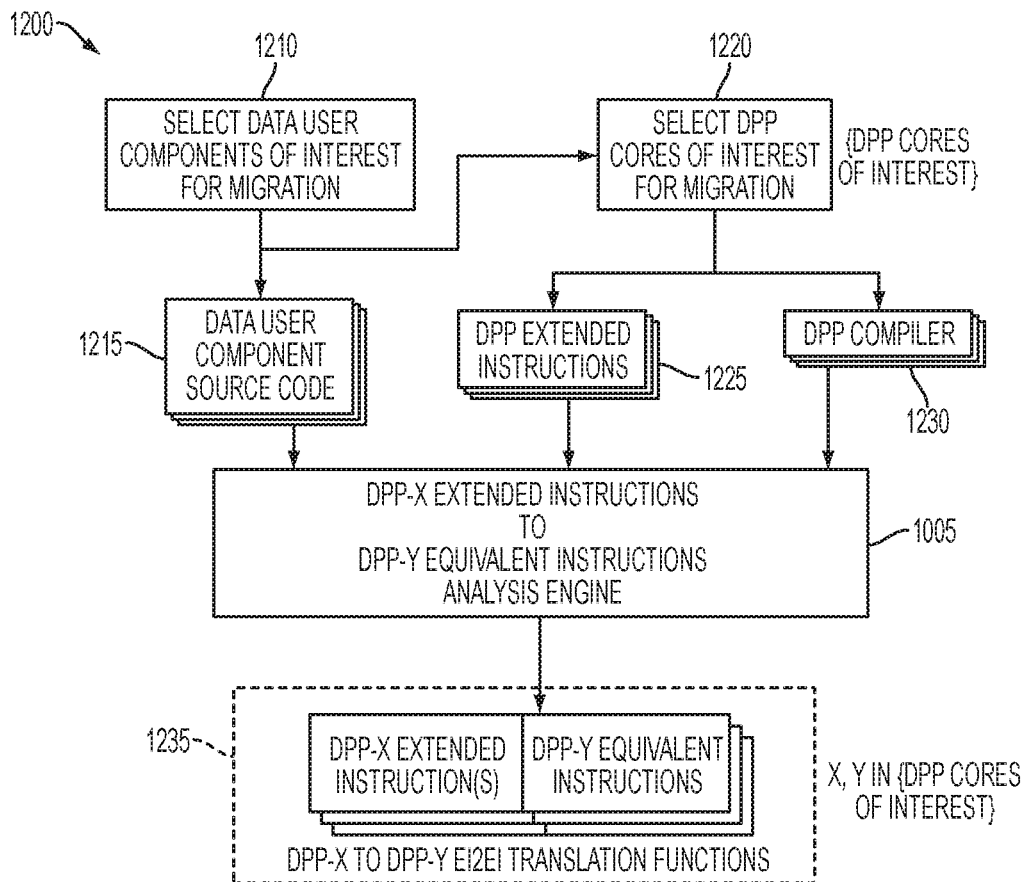 1200
1210
1220
SELECT DATA USER
COMPONENTS OF INTEREST
FOR MIGRATION
SELECT DPP
CORES OF INTEREST
FOR MIGRATION
{DPP CORES
OF INTEREST}
1215
DATA USER
COMPONENT
SOURCE CODE
DPP EXTENDED
INSTRUCTIONS
1225
DPP COMPILER
1230
DPP-X EXTENDED INSTRUCTIONS
TO
DPP-Y EQUIVALENT INSTRUCTIONS
ANALYSIS ENGINE
1005
1235
DPP-X EXTENDED
INSTRUCTION(S)
DPP-Y EQUIVALENT
INSTRUCTIONS
X, Y IN {DPP CORES
OF INTEREST}
DPP-X TO DPP-Y EI2EI TRANSLATION FUNCTIONS